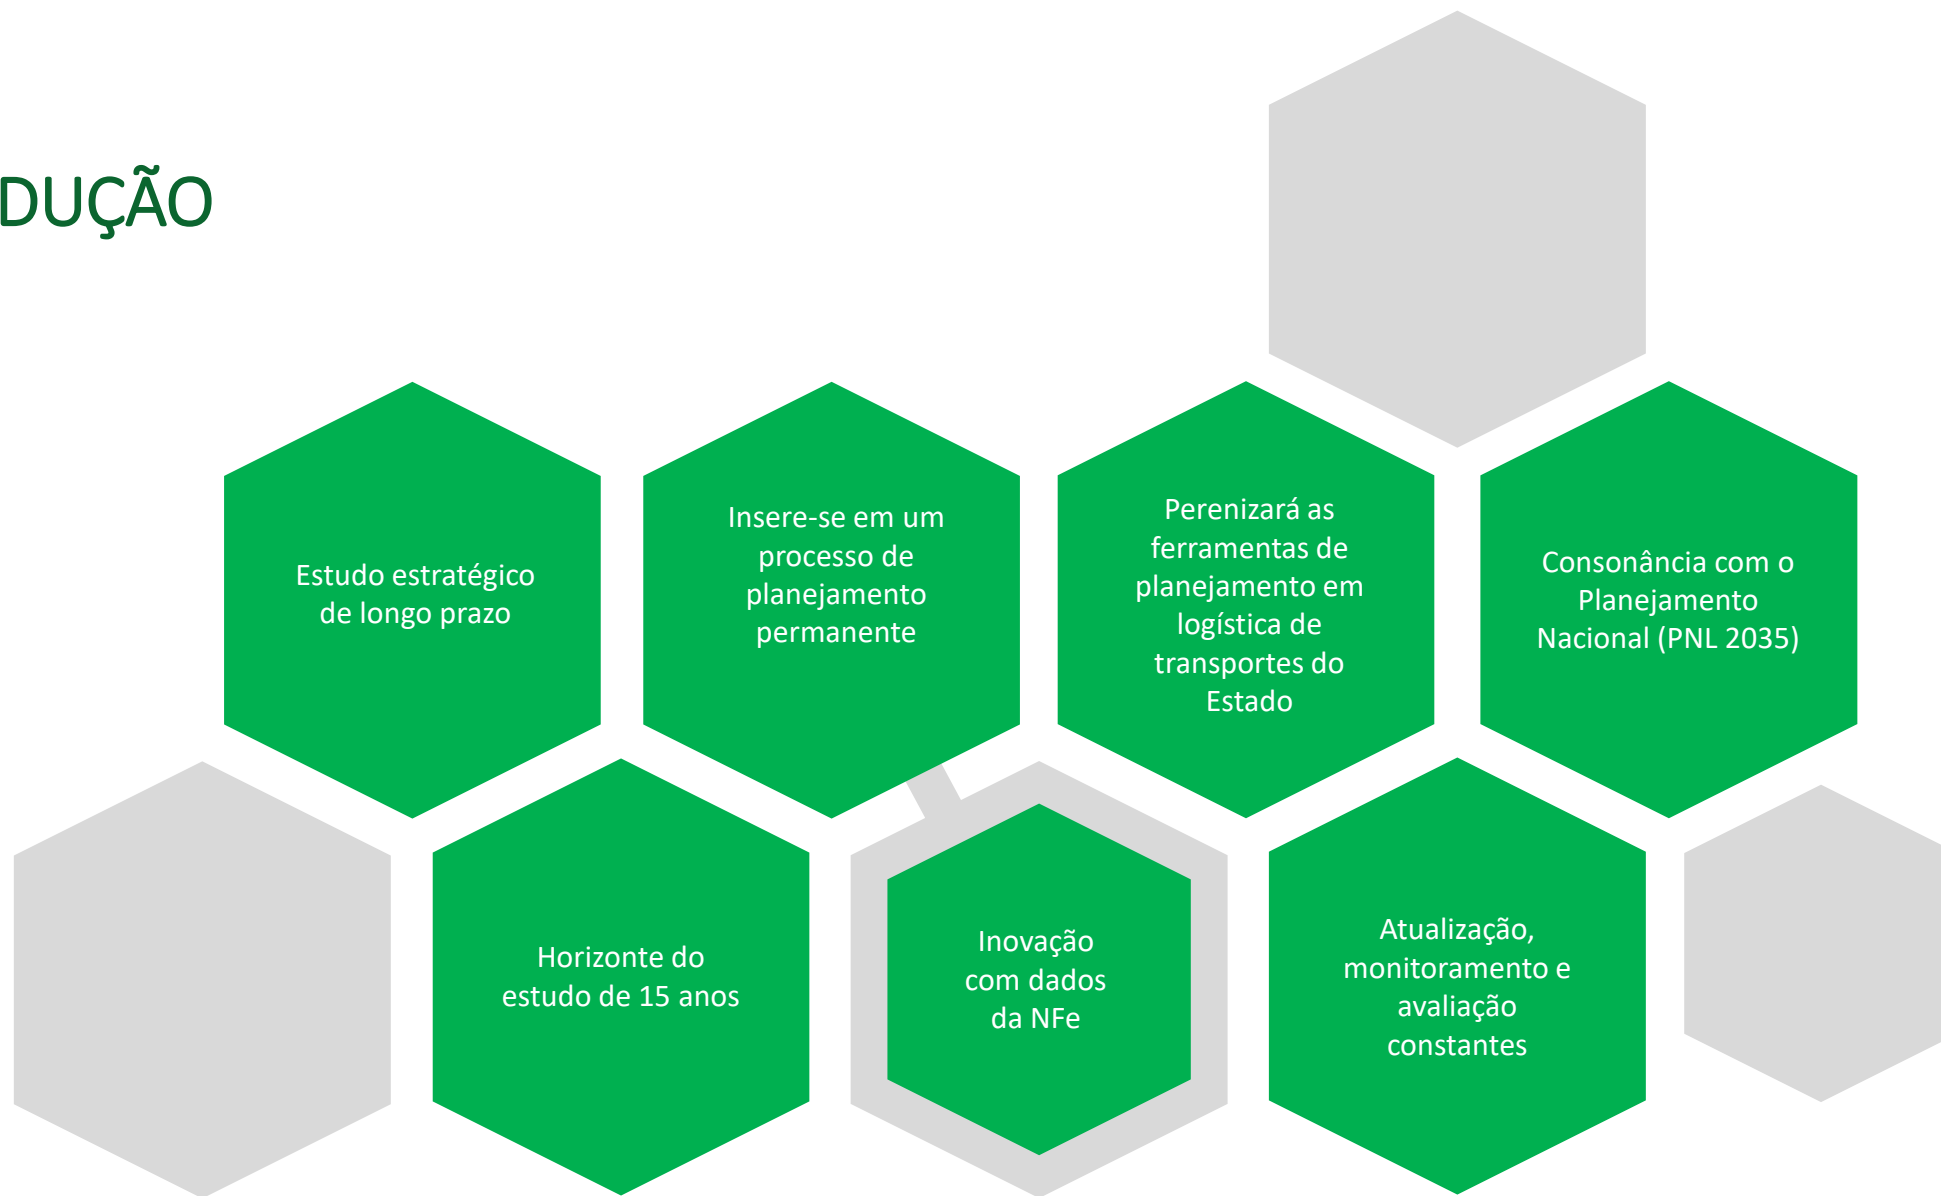 DUÇÃO
Estudo estratégico
de longo prazo
Insere-se em um
processo de
planejamento
permanente
Perenizará as
ferramentas de
planejamento em
logística de
transportes do
Estado
Consonância com o
Planejamento
Nacional (PNL 2035)
Horizonte do
estudo de 15 anos
Inovação
com dados
da NFe
Atualização,
monitoramento e
avaliação
constantes